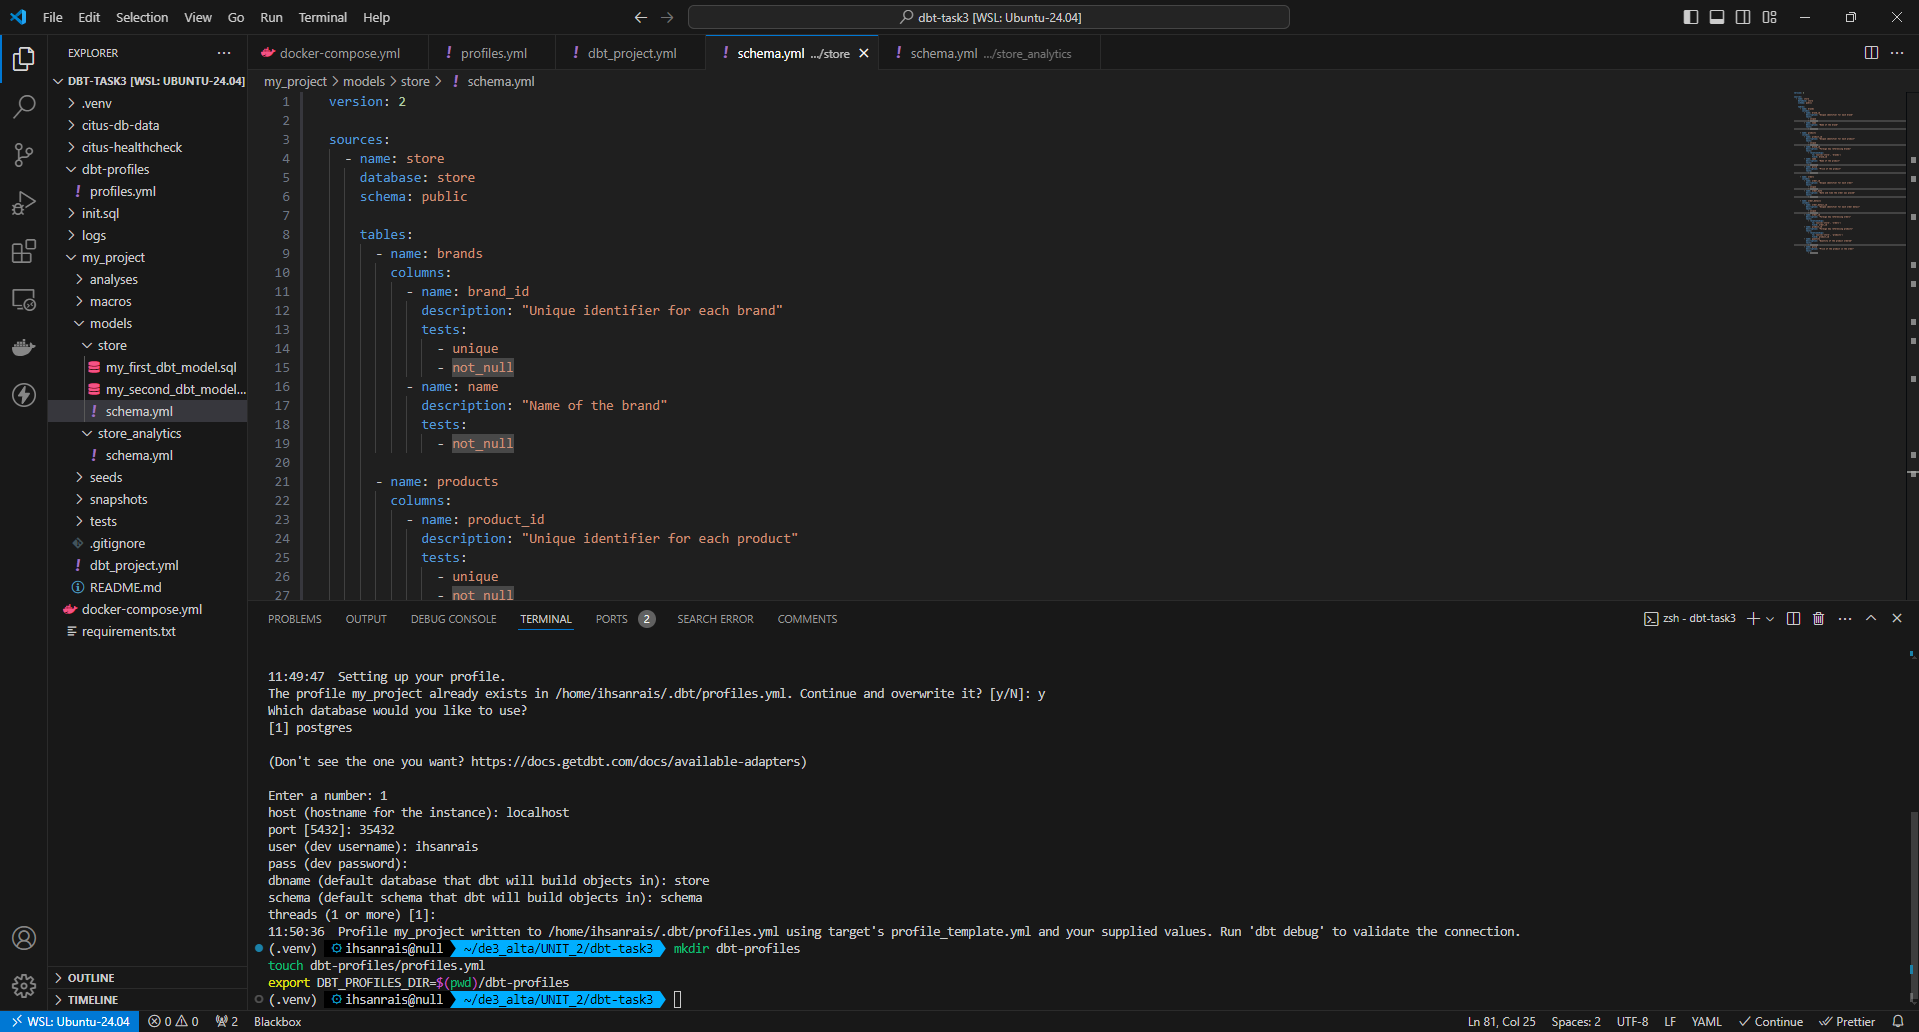 File Edit Selection View Go Run Terminal Help
dbt-task3 [WSL: Ubuntu-24.04]
EXPLORER
DBT-TASK3 [WSL: UBUNTU-24.04]
.venv
citus-db-data
citus-healthcheck
dbt-profiles
profiles.yml
init.sql
logs
my_project
analyses
macros
models
store
my_first_dbt_model.sql
my_second_dbt_model...
schema.yml
store_analytics
schema.yml
seeds
snapshots
tests
.gitignore
dbt_project.yml
README.md
docker-compose.yml
requirements.txt
OUTLINE
TIMELINE
docker-compose.yml profiles.yml dbt_project.yml schema.yml .../store schema.yml .../store_analytics
my_project > models > store > schema.yml
1 version: 2
2
3 sources:
4 - name: store
5 database: store
6 schema: public
7
8 tables:
9 - name: brands
10 columns:
11 - name: brand_id
12 description: "Unique identifier for each brand"
13 tests:
14 - unique
15 - not_null
16 - name: name
17 description: "Name of the brand"
18 tests:
19 - not_null
20
21 - name: products
22 columns:
23 - name: product_id
24 description: "Unique identifier for each product"
25 tests:
26 - unique
27 - not_null
PROBLEMS OUTPUT DEBUG CONSOLE TERMINAL PORTS 2 SEARCH ERROR COMMENTS
zsh - dbt-task3
11:49:47 Setting up your profile.
The profile my_project already exists in /home/ihsanrais/.dbt/profiles.yml. Continue and overwrite it? [y/N]: y
Which database would you like to use?
[1] postgres
(Don't see the one you want? https://docs.getdbt.com/docs/available-adapters)
Enter a number: 1
host (hostname for the instance): localhost
port [5432]: 35432
user (dev username): ihsanrais
pass (dev password):
dbname (default database that dbt will build objects in): store
schema (default schema that dbt will build objects in): schema
threads (1 or more) [1]:
11:50:36 Profile my_project written to /home/ihsanrais/.dbt/profiles.yml using target's profile_template.yml and your supplied values. Run 'dbt debug' to validate the connection.
(.venv) ihsanrais@null ~/de3_alta/UNIT_2/dbt-task3 mkdir dbt-profiles
touch dbt-profiles/profiles.yml
export DBT_PROFILES_DIR=$(pwd)/dbt-profiles
(.venv) ihsanrais@null ~/de3_alta/UNIT_2/dbt-task3
WSL: Ubuntu-24.04 0 0 2 Blackbox Ln 81, Col 25 Spaces: 2 UTF-8 LF YAML Continue Prettier